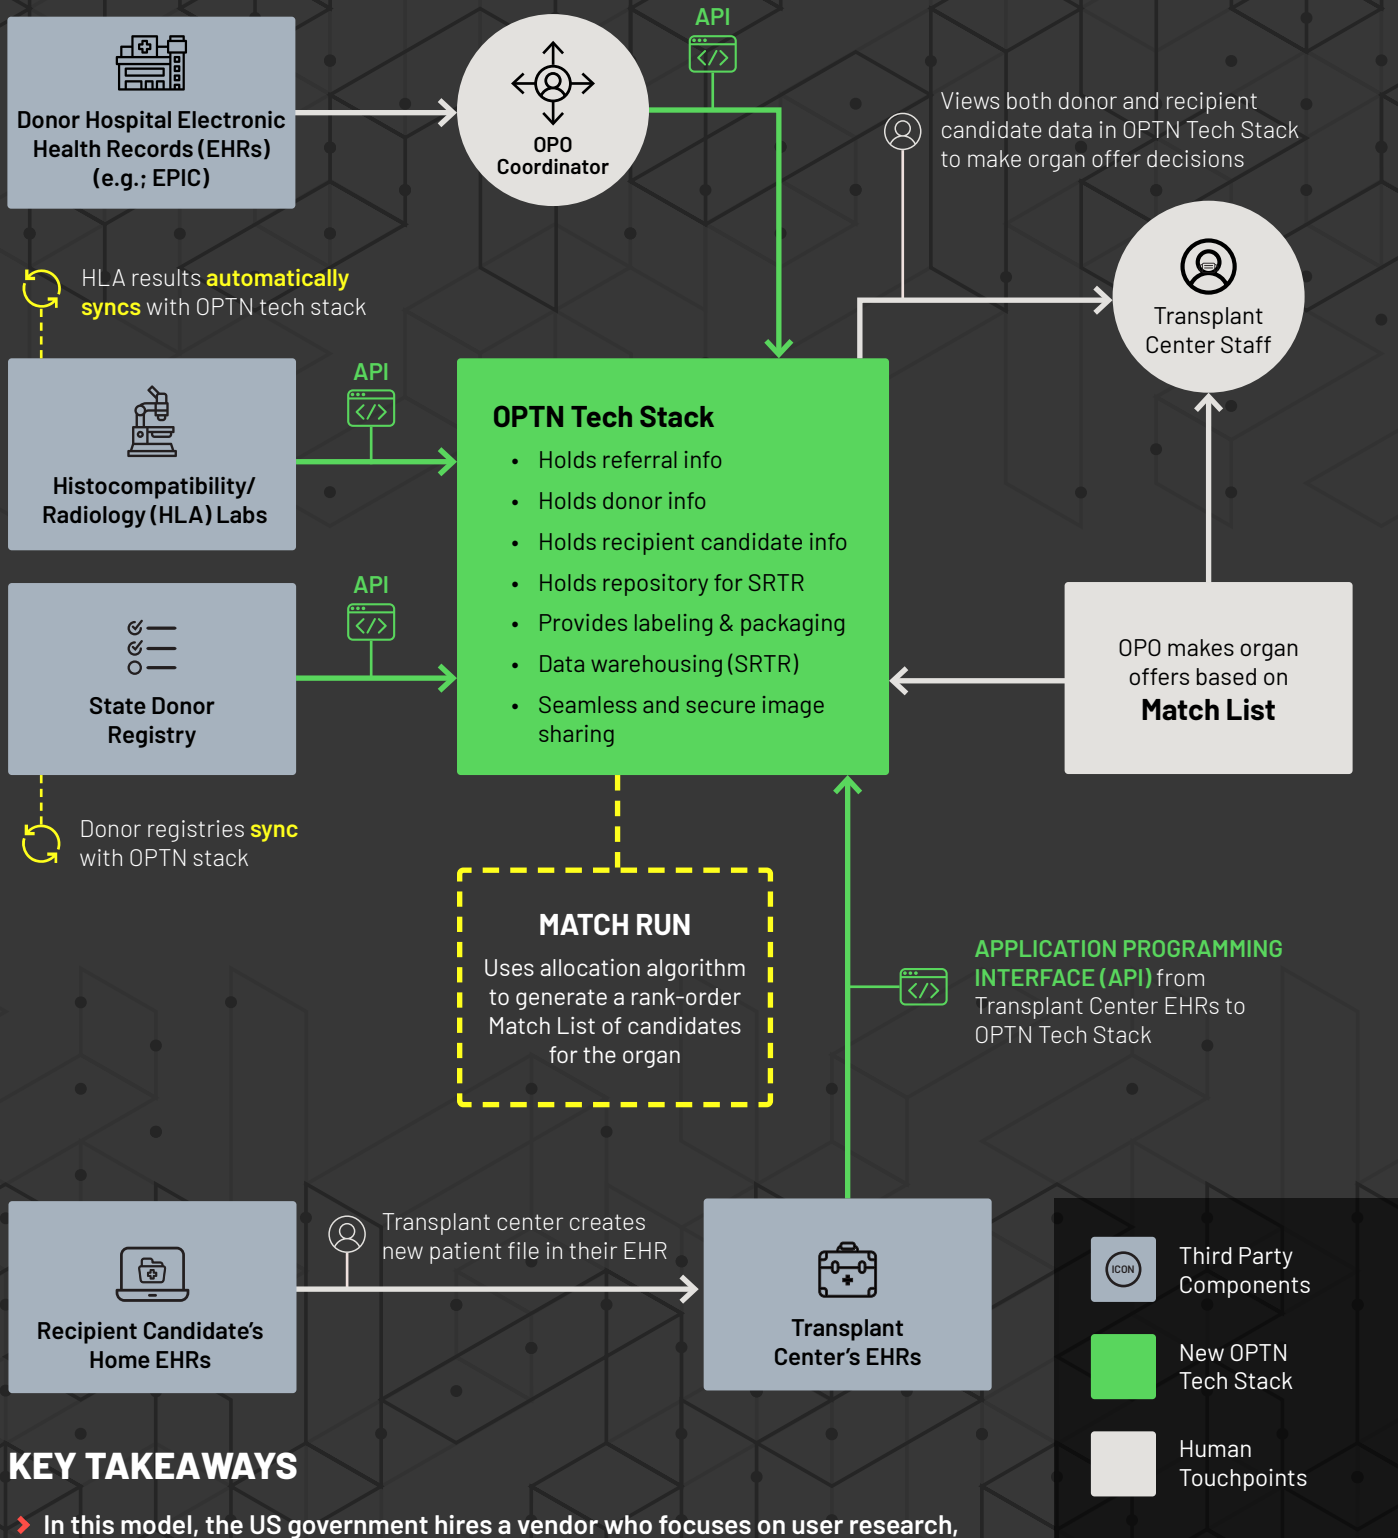 Donor Hospital Electronic
Health Records (EHRs)
(e.g.; EPIC)
OPO
Coordinator
API
Views both donor and recipient
candidate data in OPTN Tech Stack
to make organ offer decisions
Transplant
Center Staff
HLA results automatically
syncs with OPTN tech stack
Histocompatibility/
Radiology (HLA) Labs
API
</>
State Donor
Registry
API
</>
Donor registries sync
with OPTN stack
</>
OPTN Tech Stack
• Holds referral info
• Holds donor info
• Holds recipient candidate info
• Holds repository for SRTR
• Provides labeling & packaging
• Data warehousing (SRTR)
• Seamless and secure image
sharing
OPO makes organ
offers based on
Match List
MATCH RUN
Uses allocation algorithm
to generate a rank-order
Match List of candidates
for the organ
</>
APPLICATION PROGRAMMING
INTERFACE (API) from
Transplant Center EHRs to
OPTN Tech Stack
Recipient Candidate's
Home EHRs
Transplant center creates
new patient file in their EHR
Transplant
Center's EHRs
ICON
Third Party
Components
New OPTN
Tech Stack
Human
Touchpoints
KEY TAKEAWAYS
In this model, the US government hires a vendor who focuses on user research,